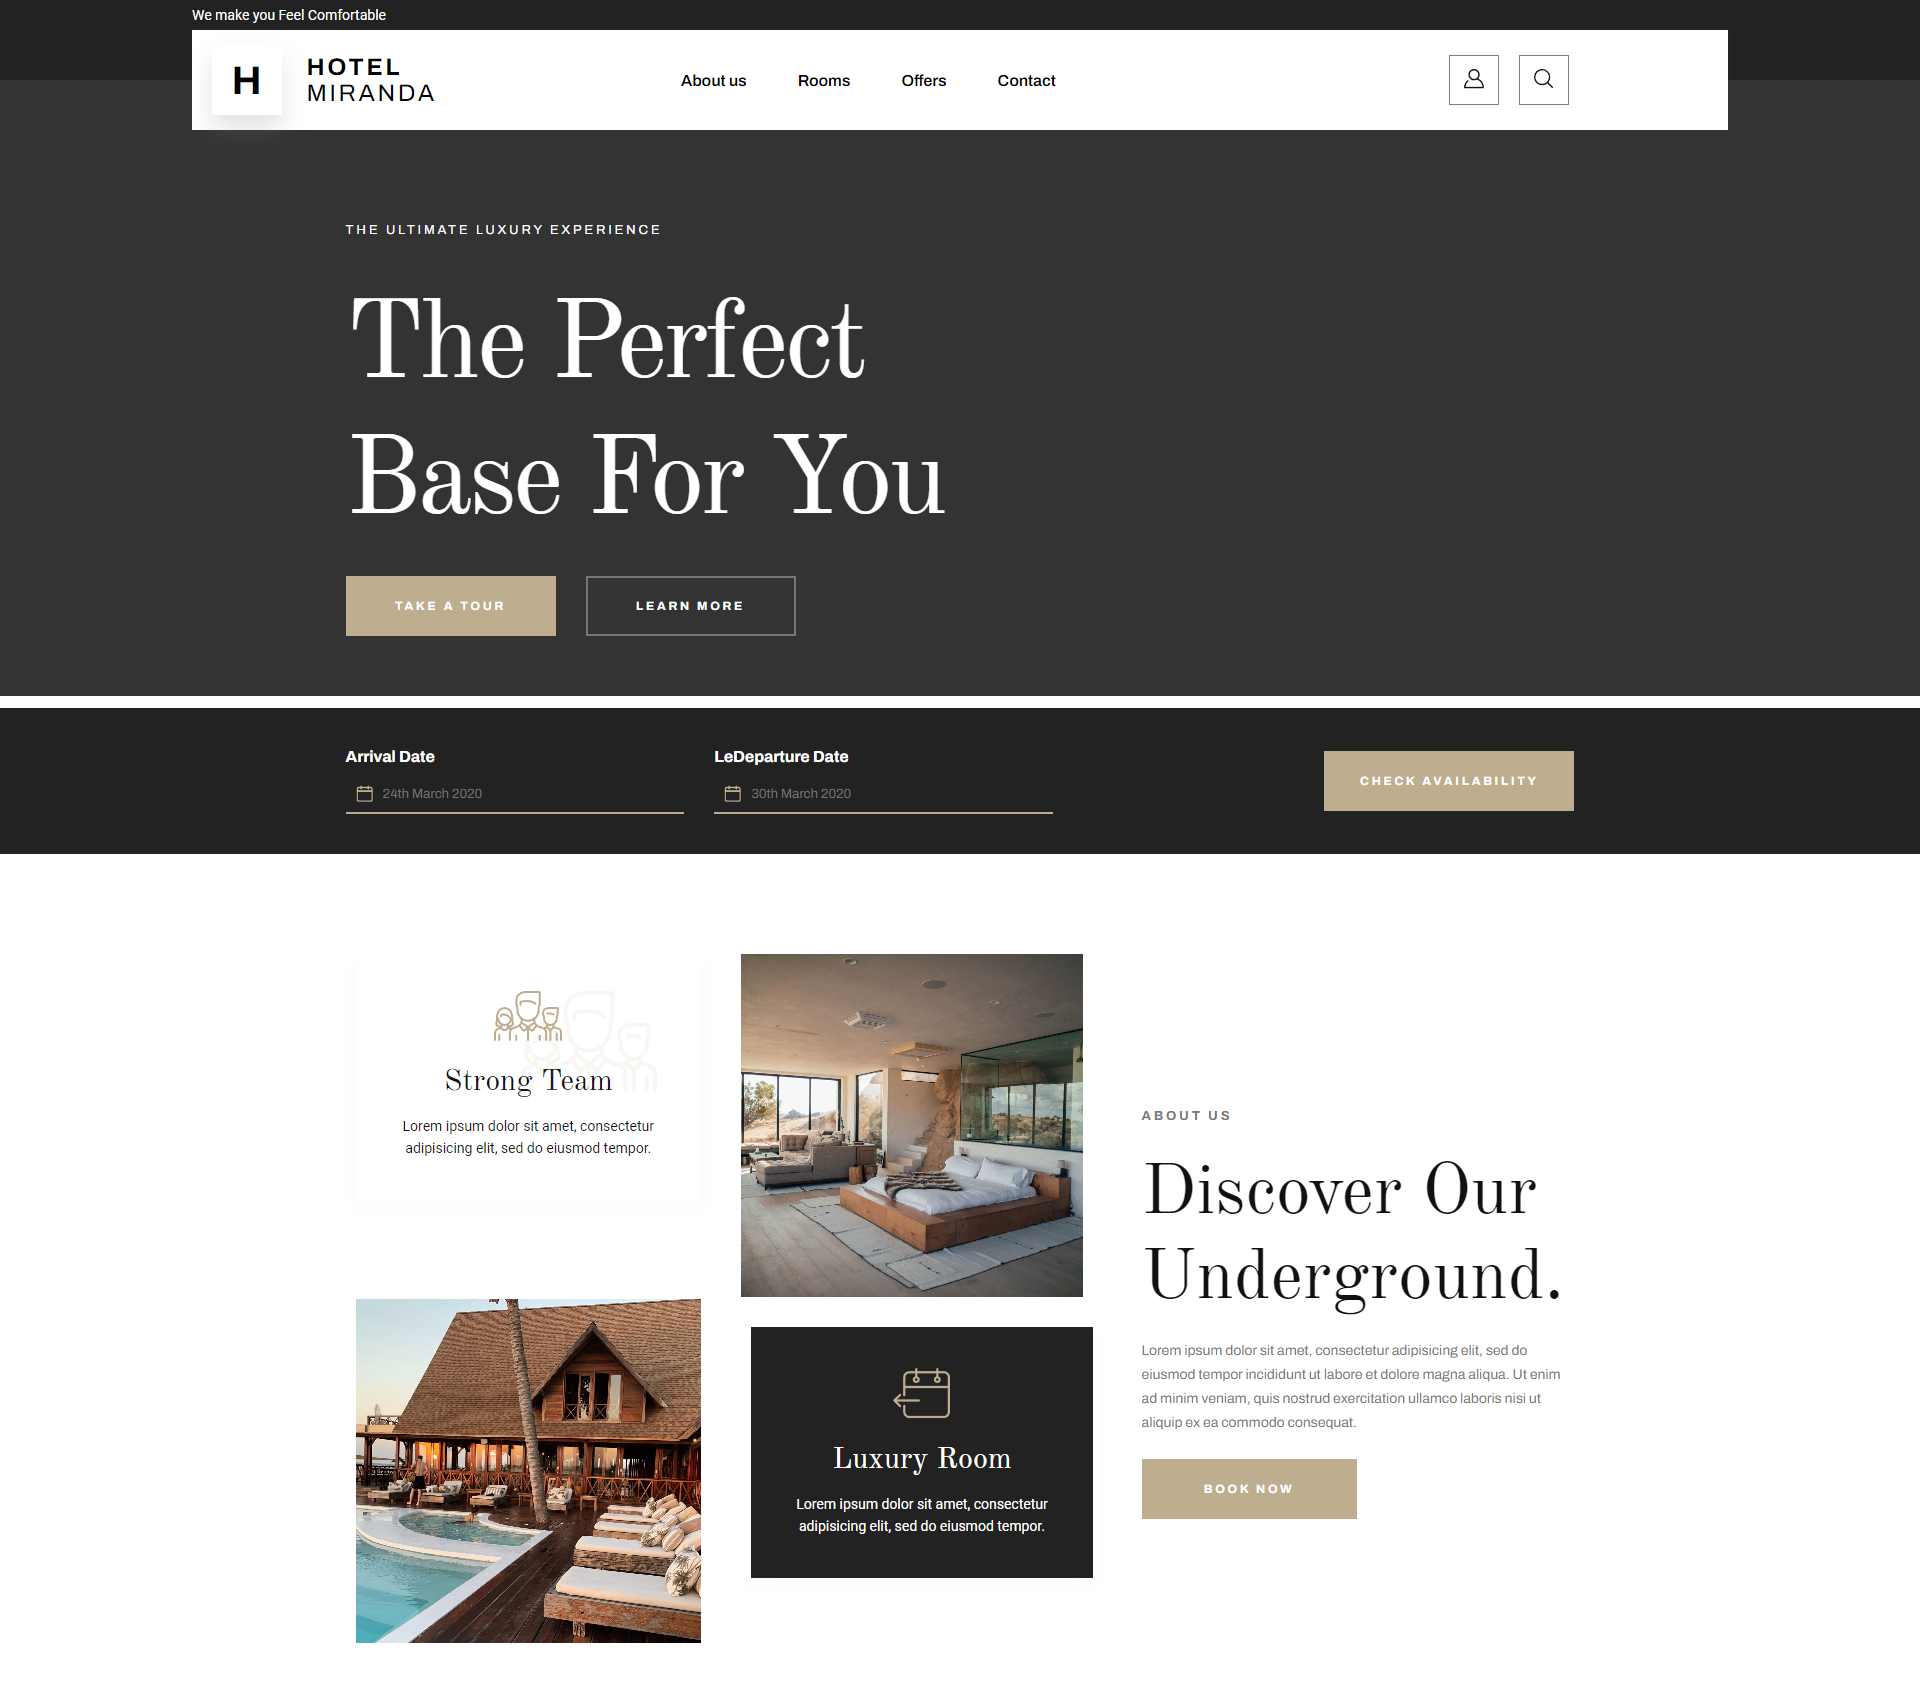 We make you Feel Comfortable
H
HOTEL
MIRANDA
About us
Rooms
Offers
Contact
THE ULTIMATE LUXURY EXPERIENCE
The Perfect
Base For You
TAKE A TOUR
LEARN MORE
Arrival Date
24th March 2020
LeDeparture Date
30th March 2020
CHECK AVAILABILITY
Strong Team
Lorem ipsum dolor sit amet, consectetur
adipisicing elit, sed do eiusmod tempor.
Luxury Room
Lorem ipsum dolor sit amet, consectetur
adipisicing elit, sed do eiusmod tempor.
ABOUT US
Discover Our
Underground.
Lorem ipsum dolor sit amet, consectetur adipisicing elit, sed do
eiusmod tempor incididunt ut labore et dolore magna aliqua. Ut enim
ad minim veniam, quis nostrud exercitation ullamco laboris nisi ut
aliquip ex ea commodo consequat.
BOOK NOW